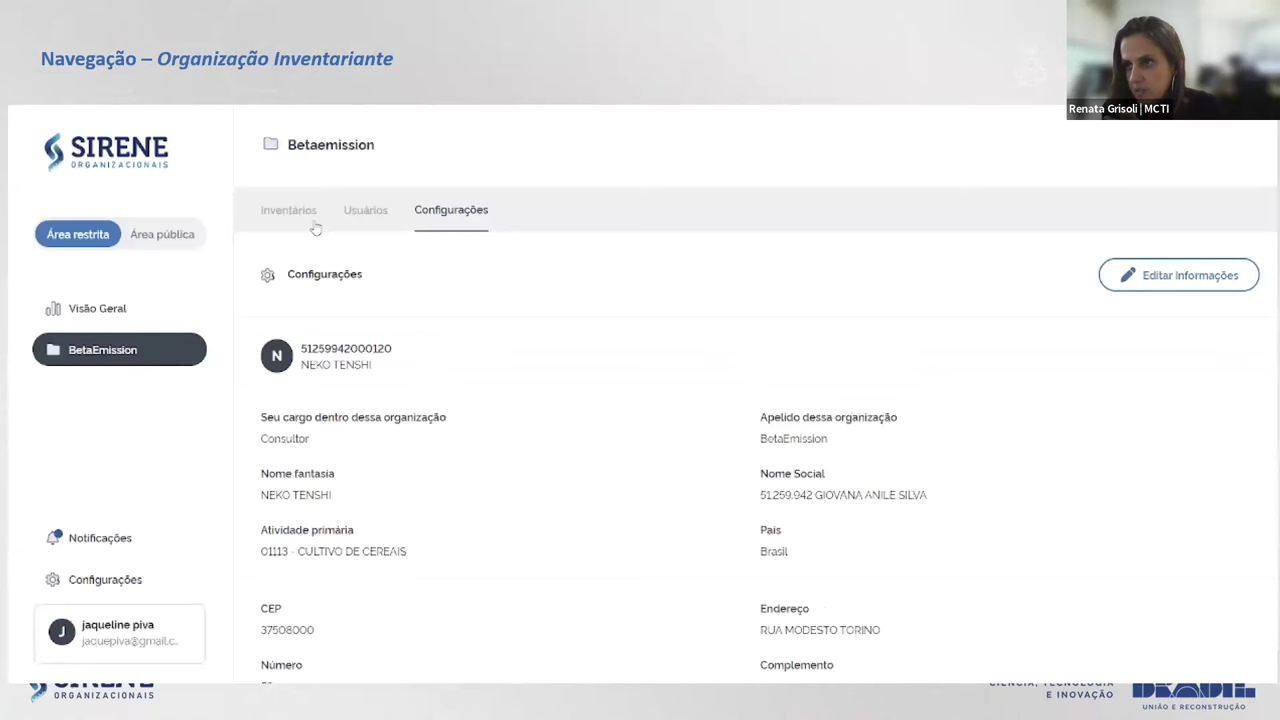 Navegação – Organização Inventariante
Renata Grisoli | MCTI
SIRENE
ORGANIZACIONAIS
Betaemission
Inventários Usuários Configurações
Área restrita Área pública
Configurações
Editar Informações
Visão Geral
BetaEmission
N
51259942000120
NEKO TENSHI
Seu cargo dentro dessa organização
Consultor
Apelido dessa organização
BetaEmission
Nome fantasia
NEKO TENSHI
Nome Social
51.259.942 GIOVANA ANILE SILVA
Atividade primária
01113 - CULTIVO DE CEREAIS
País
Brasil
CEP
37508000
Endereço
RUA MODESTO TORINO
Número
Complemento
Notificações
Configurações
J
jaqueline piva
jaquepiva@gmail.c...
SIRENE
ORGANIZACIONAIS
CIÊNCIA, TECNOLOGIA
E INOVAÇÃO
BRASIL
UNIÃO E RECONSTRUÇÃO